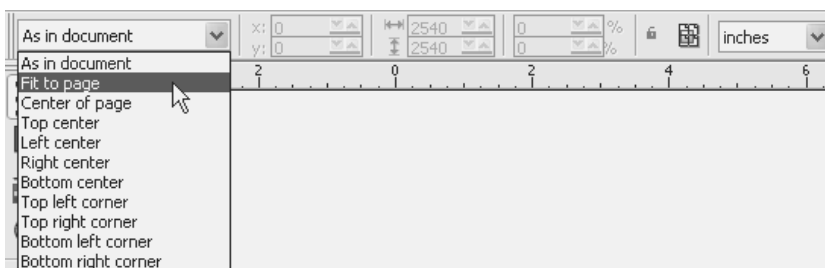 As in document
x: 0
2540
0
%
inches
y: 0
2540
0
%
As in document
2 0 2 4 6
Fit to page
Center of page
Top center
Left center
Right center
Bottom center
Top left corner
Top right corner
Bottom left corner
Bottom right corner